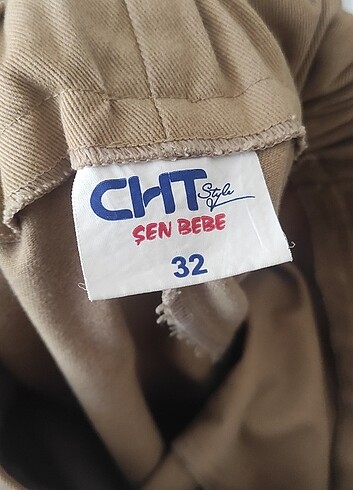 CHT Style
ŞEN BEBE
32